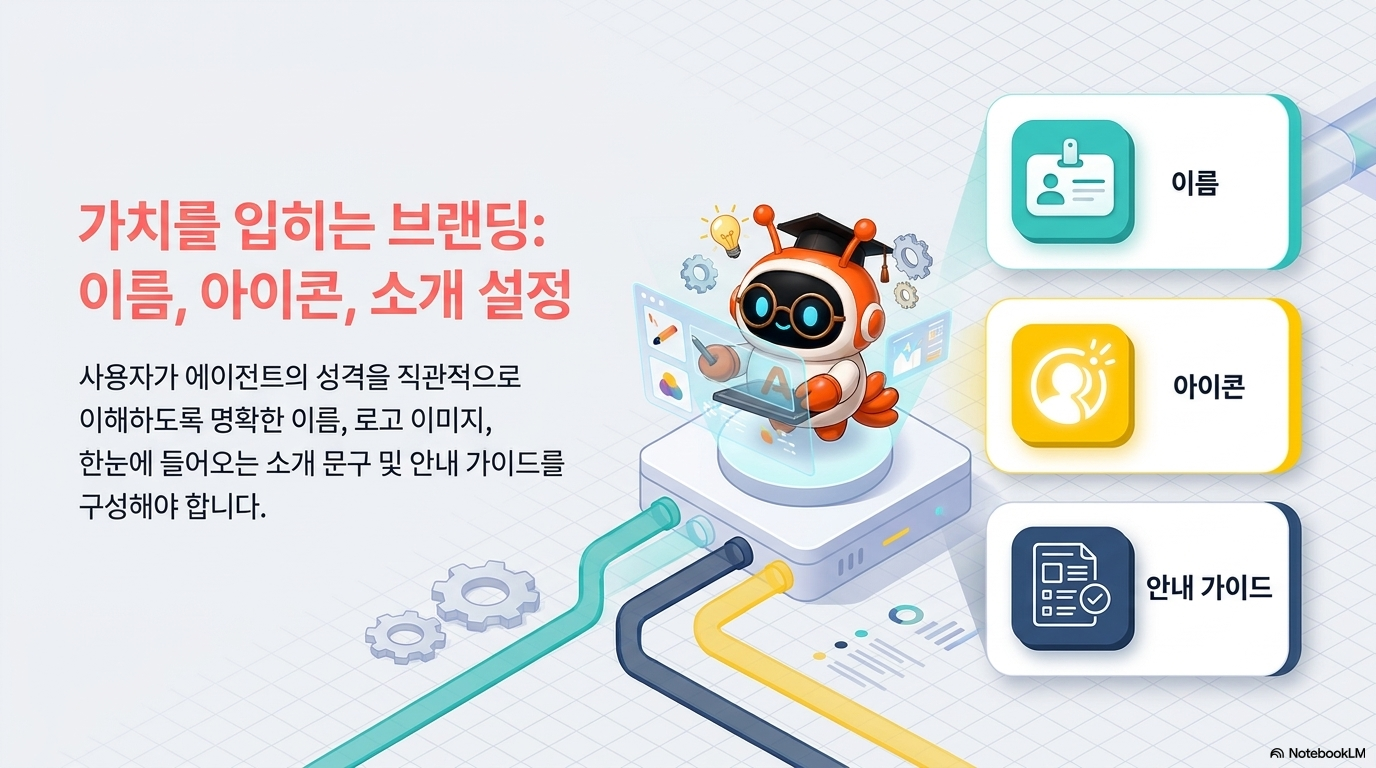 가치를 입히는 브랜딩:
이름, 아이콘, 소개 설정
사용자가 에이전트의 성격을 직관적으로
이해하도록 명확한 이름, 로고 이미지,
한눈에 들어오는 소개 문구 및 안내 가이드를
구성해야 합니다.
A
이름
아이콘
안내 가이드
NotebookLM